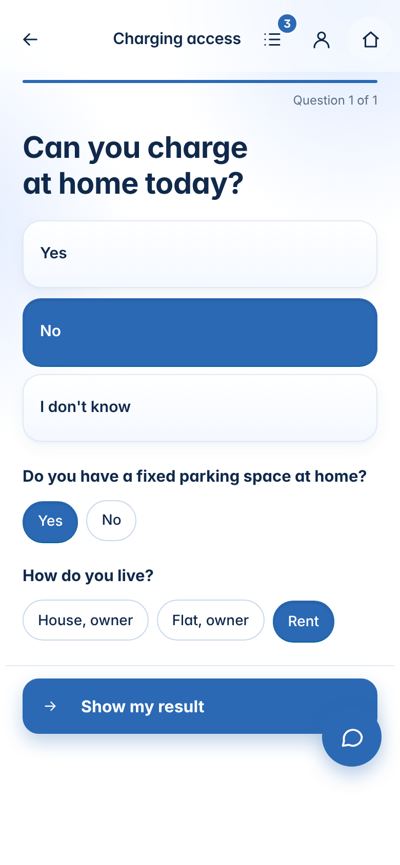 Charging access
3
Question 1 of 1
Can you charge
at home today?
Yes
No
I don't know
Do you have a fixed parking space at home?
Yes
No
How do you live?
House, owner
Flat, owner
Rent
Show my result